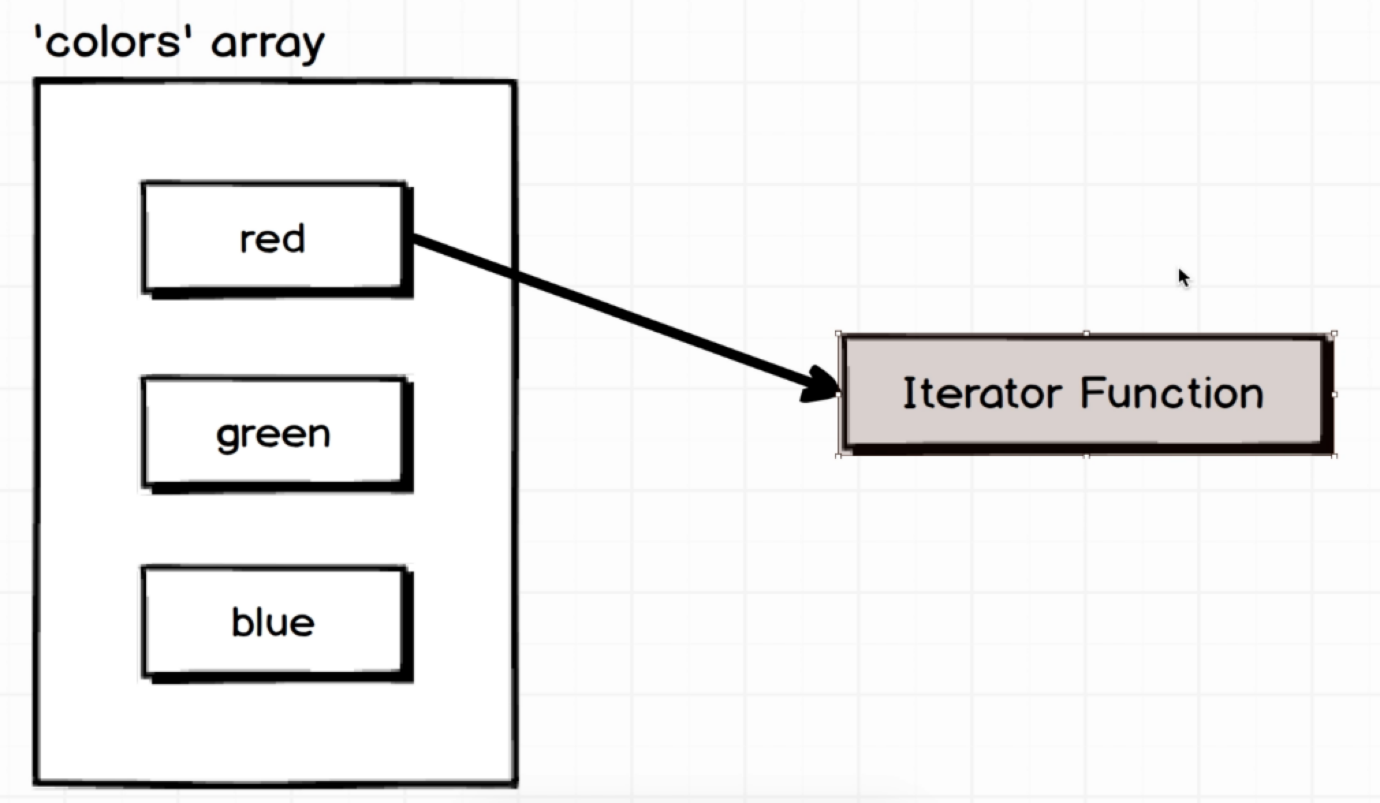 'colors' array
red
green
blue
Iterator Function